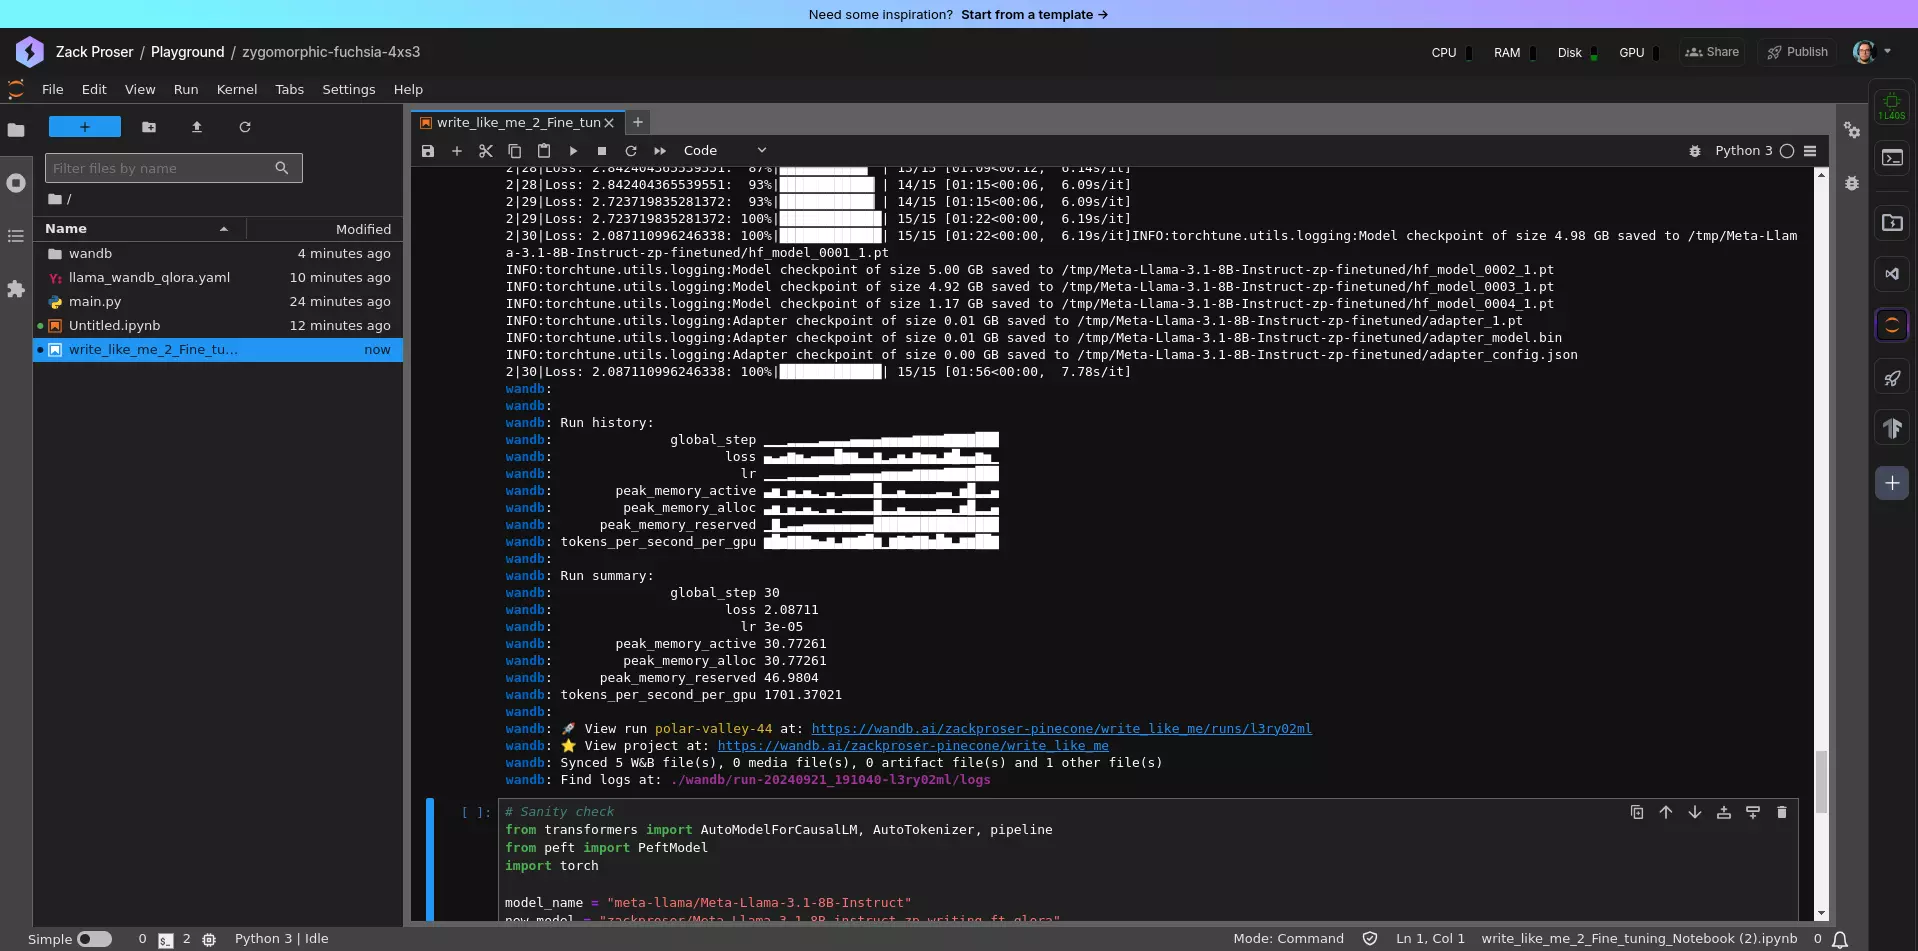 Need some inspiration? Start from a template →
Zack Proser / Playground / zygomorphic-fuchsia-4xs3
CPU RAM Disk GPU Share Publish
File Edit View Run Kernel Tabs Settings Help
1 L40S
Filter files by name
/
Name Modified
wandb 4 minutes ago
llama_wandb_qlora.yaml 10 minutes ago
main.py 24 minutes ago
Untitled.ipynb 12 minutes ago
write_like_me_2_Fine_tu... now
write_like_me_2_Fine_tun
Code
Python 3
2|28|Loss: 2.842404365539551: 87%| | 13/15 [01:09<00:12, 6.14s/it]
2|28|Loss: 2.842404365539551: 93%| | 14/15 [01:15<00:06, 6.09s/it]
2|29|Loss: 2.723719835281372: 93%| | 14/15 [01:15<00:06, 6.09s/it]
2|29|Loss: 2.723719835281372: 100%| | 15/15 [01:22<00:00, 6.19s/it]
2|30|Loss: 2.087110996246338: 100%| | 15/15 [01:22<00:00, 6.19s/it]INFO:torchtune.utils.logging:Model checkpoint of size 4.98 GB saved to /tmp/Meta-Llam
a-3.1-8B-Instruct-zp-finetuned/hf_model_0001_1.pt
INFO:torchtune.utils.logging:Model checkpoint of size 5.00 GB saved to /tmp/Meta-Llama-3.1-8B-Instruct-zp-finetuned/hf_model_0002_1.pt
INFO:torchtune.utils.logging:Model checkpoint of size 4.92 GB saved to /tmp/Meta-Llama-3.1-8B-Instruct-zp-finetuned/hf_model_0003_1.pt
INFO:torchtune.utils.logging:Model checkpoint of size 1.17 GB saved to /tmp/Meta-Llama-3.1-8B-Instruct-zp-finetuned/hf_model_0004_1.pt
INFO:torchtune.utils.logging:Adapter checkpoint of size 0.01 GB saved to /tmp/Meta-Llama-3.1-8B-Instruct-zp-finetuned/adapter_1.pt
INFO:torchtune.utils.logging:Adapter checkpoint of size 0.01 GB saved to /tmp/Meta-Llama-3.1-8B-Instruct-zp-finetuned/adapter_model.bin
INFO:torchtune.utils.logging:Adapter checkpoint of size 0.00 GB saved to /tmp/Meta-Llama-3.1-8B-Instruct-zp-finetuned/adapter_config.json
2|30|Loss: 2.087110996246338: 100%| | 15/15 [01:56<00:00, 7.78s/it]
wandb:
wandb:
wandb: Run history:
wandb: global_step
wandb: loss
wandb: lr
wandb: peak_memory_active
wandb: peak_memory_alloc
wandb: peak_memory_reserved
wandb: tokens_per_second_per_gpu
wandb:
wandb: Run summary:
wandb: global_step 30
wandb: loss 2.08711
wandb: lr 3e-05
wandb: peak_memory_active 30.77261
wandb: peak_memory_alloc 30.77261
wandb: peak_memory_reserved 46.9804
wandb: tokens_per_second_per_gpu 1701.37021
wandb:
wandb: 🚀 View run polar-valley-44 at: https://wandb.ai/zackproser-pinecone/write_like_me/runs/l3ry02ml
wandb: ⭐ View project at: https://wandb.ai/zackproser-pinecone/write_like_me
wandb: Synced 5 W&B file(s), 0 media file(s), 0 artifact file(s) and 1 other file(s)
wandb: Find logs at: ./wandb/run-20240921_191040-l3ry02ml/logs
[ ]: # Sanity check
from transformers import AutoModelForCausalLM, AutoTokenizer, pipeline
from peft import PeftModel
import torch
model_name = "meta-llama/Meta-Llama-3.1-8B-Instruct"
new_model = "zackproser/Meta-Llama-3.1-8B-instruct-zp-writing-ft-qlora"
Simple 0 2 Python 3 | Idle Mode: Command Ln 1, Col 1 write_like_me_2_Fine_tuning_Notebook (2).ipynb 0